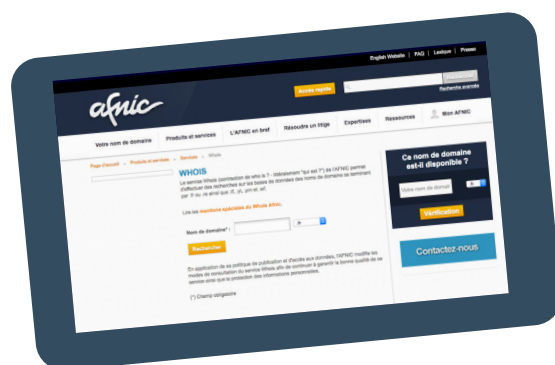 English Website | FAQ | Lexique | Presse
afnic
Accès rapide
Rechercher
Recherche avancée
Votre nom de domaine
Produits et services
L'AFNIC en bref
Résoudre un litige
Expertises
Ressources
Mon AFNIC
Page d'accueil > Produits et services > Services > Whois
WHOIS
Le service Whois (contraction de who is ? - littéralement "qui est ?") de l'AFNIC permet
d'effectuer des recherches sur les bases de données des noms de domaine se terminant
par .fr ou .re ainsi que .tf, .yt, .pm et .wf.
Lire les mentions spéciales du Whois Afnic.
Nom de domaine* :
.fr
Rechercher
En application de sa politique de publication et d'accès aux données, l'AFNIC modifie les
modes de consultation du service Whois afin de continuer à garantir la bonne qualité de ce
service ainsi que la protection des informations personnelles.
(*) Champ obligatoire
Ce nom de domaine
est-il disponible ?
Votre nom de domai
.fr
Vérification
Contactez-nous